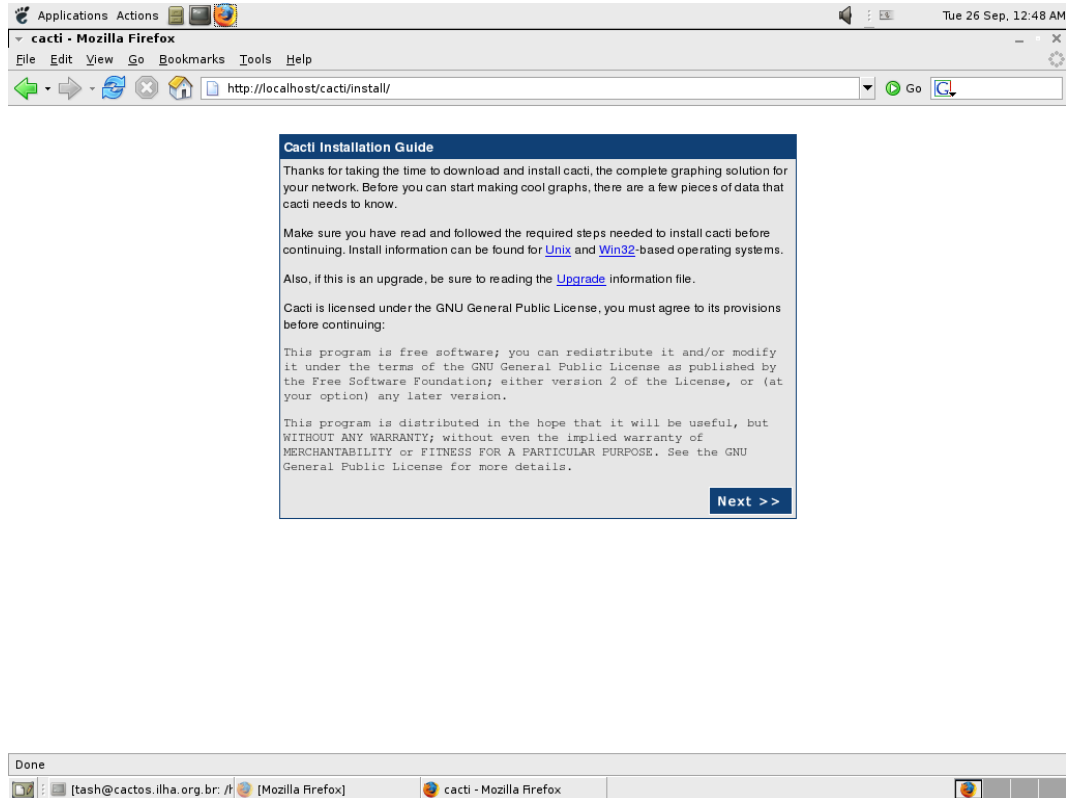 Applications Actions
Tue 26 Sep, 12:48 AM
cacti - Mozilla Firefox
File Edit View Go Bookmarks Tools Help
http://localhost/cacti/install/
Go
G
Cacti Installation Guide
Thanks for taking the time to download and install cacti, the complete graphing solution for
your network. Before you can start making cool graphs, there are a few pieces of data that
cacti needs to know.
Make sure you have read and followed the required steps needed to install cacti before
continuing. Install information can be found for Unix and Win32-based operating systems.
Also, if this is an upgrade, be sure to reading the Upgrade information file.
Cacti is licensed under the GNU General Public License, you must agree to its provisions
before continuing:
This program is free software; you can redistribute it and/or modify
it under the terms of the GNU General Public License as published by
the Free Software Foundation; either version 2 of the License, or (at
your option) any later version.
This program is distributed in the hope that it will be useful, but
WITHOUT ANY WARRANTY; without even the implied warranty of
MERCHANTABILITY or FITNESS FOR A PARTICULAR PURPOSE. See the GNU
General Public License for more details.
Next >>
Done
[tash@cactos.ilha.org.br: /h [Mozilla Firefox] cacti - Mozilla Firefox